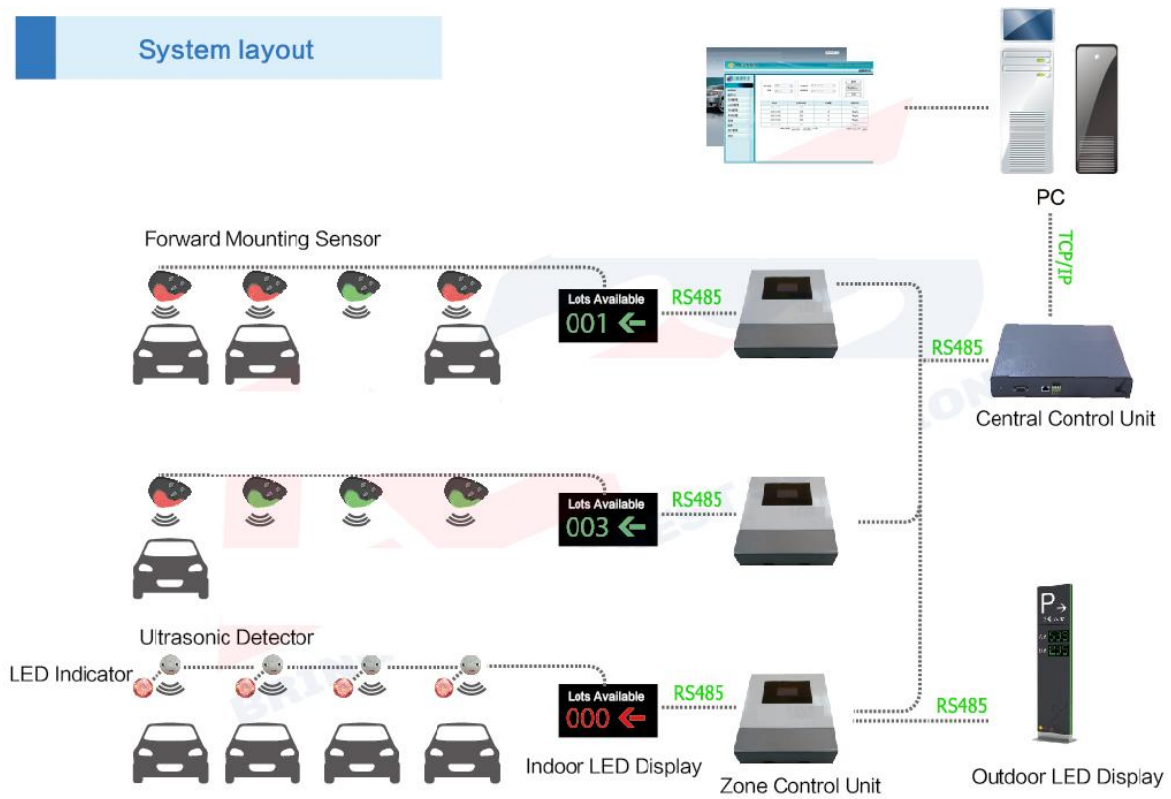 System layout
PC
TCP/IP
Forward Mounting Sensor
Lots Available
001
RS485
RS485
Central Control Unit
Lots Available
003
RS485
Ultrasonic Detector
LED Indicator
Lots Available
000
RS485
RS485
P
Indoor LED Display
Zone Control Unit
Outdoor LED Display